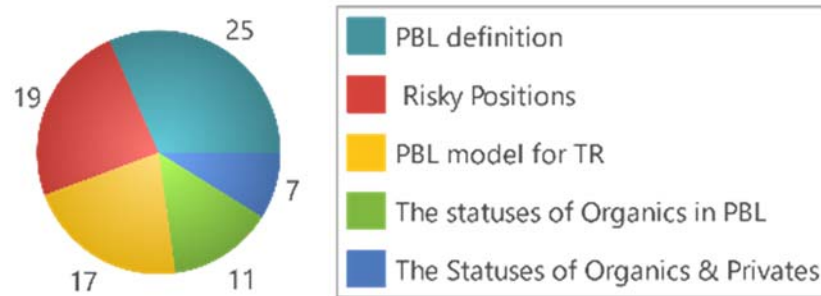 25
19
7
17
11
PBL definition
Risky Positions
PBL model for TR
The statuses of Organics in PBL
The Statuses of Organics & Privates